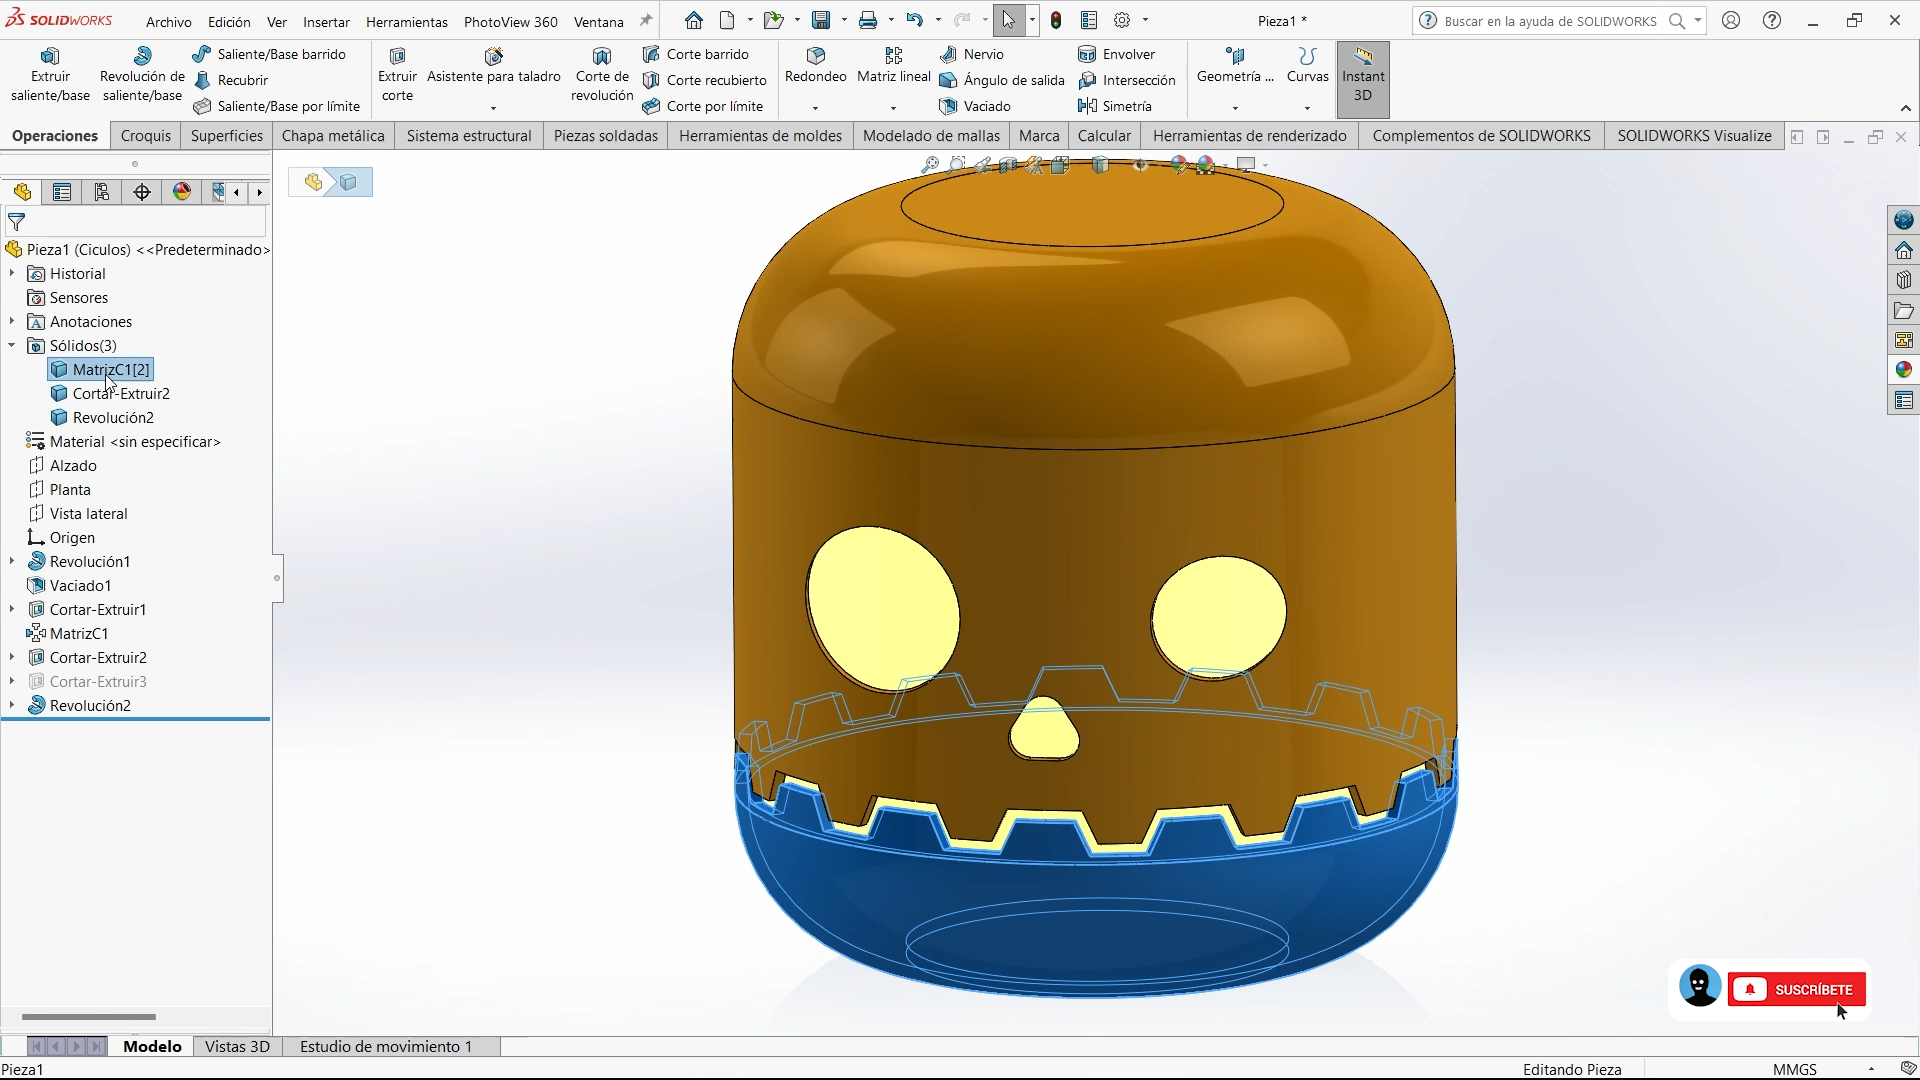 SOLIDWORKS
Archivo
Edición
Ver
Insertar
Herramientas
PhotoView 360
Ventana
Pieza1 *
Buscar en la ayuda de SOLIDWORKS
Extruir saliente/base
Revolución de saliente/base
Saliente/Base barrido
Recubrir
Saliente/Base por límite
Extruir corte
Asistente para taladro
Corte de revolución
Corte barrido
Corte recubierto
Corte por límite
Redondeo
Matriz lineal
Nervio
Ángulo de salida
Vaciado
Envolver
Intersección
Simetría
Geometría ...
Curvas
Instant 3D
Operaciones
Croquis
Superficies
Chapa metálica
Sistema estructural
Piezas soldadas
Herramientas de moldes
Modelado de mallas
Marca
Calcular
Herramientas de renderizado
Complementos de SOLIDWORKS
SOLIDWORKS Visualize
Pieza1 (Ciculos) <<Predeterminado>
Historial
Sensores
Anotaciones
Sólidos(3)
MatrizC1[2]
Cortar-Extruir2
Revolución2
Material <sin especificar>
Alzado
Planta
Vista lateral
Origen
Revolución1
Vaciado1
Cortar-Extruir1
MatrizC1
Cortar-Extruir2
Cortar-Extruir3
Revolución2
SUSCRÍBETE
Modelo
Vistas 3D
Estudio de movimiento 1
Pieza1
Editando Pieza
MMGS